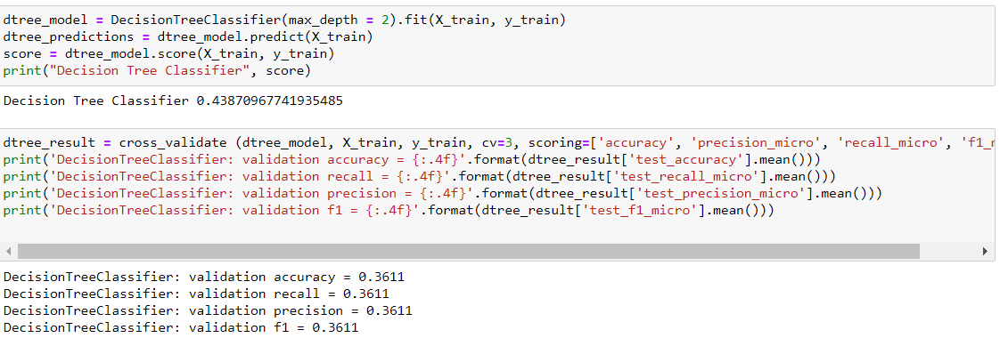 dtree_model = DecisionTreeClassifier(max_depth = 2).fit(X_train, y_train)
dtree_predictions = dtree_model.predict(X_train)
score = dtree_model.score(X_train, y_train)
print("Decision Tree Classifier", score)
Decision Tree Classifier 0.43870967741935485
dtree_result = cross_validate (dtree_model, X_train, y_train, cv=3, scoring=['accuracy', 'precision_micro', 'recall_micro', 'f1_
print('DecisionTreeClassifier: validation accuracy = {:.4f}'.format(dtree_result['test_accuracy'].mean()))
print('DecisionTreeClassifier: validation recall = {:.4f}'.format(dtree_result['test_recall_micro'].mean()))
print('DecisionTreeClassifier: validation precision = {:.4f}'.format(dtree_result['test_precision_micro'].mean()))
print('DecisionTreeClassifier: validation f1 = {:.4f}'.format(dtree_result['test_f1_micro'].mean()))
DecisionTreeClassifier: validation accuracy = 0.3611
DecisionTreeClassifier: validation recall = 0.3611
DecisionTreeClassifier: validation precision = 0.3611
DecisionTreeClassifier: validation f1 = 0.3611